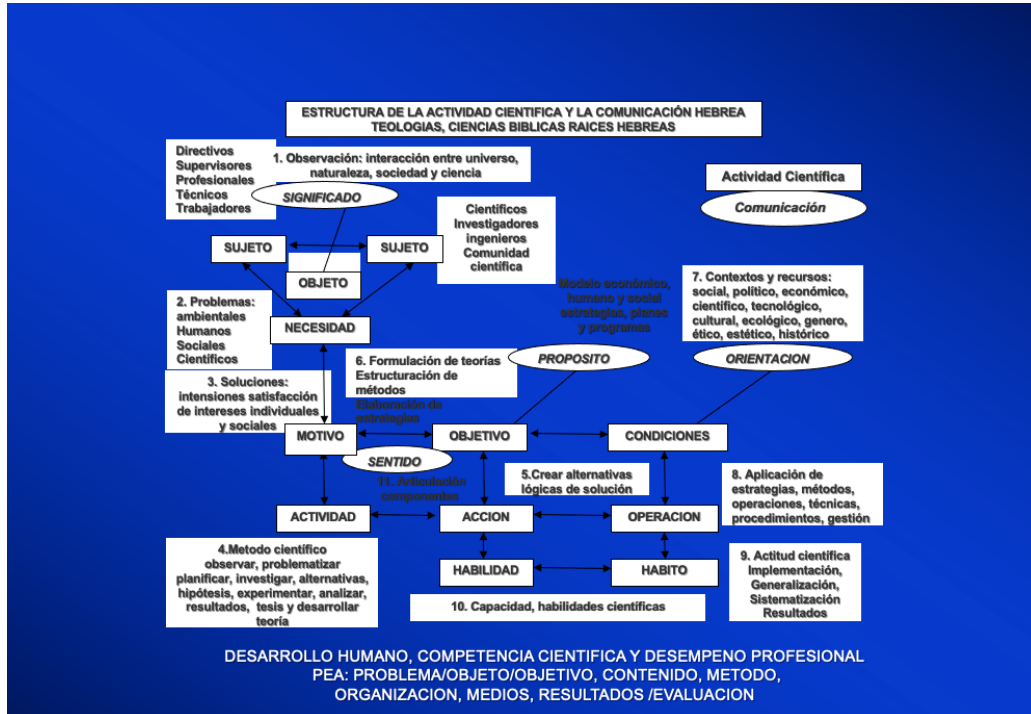 ESTRUCTURA DE LA ACTIVIDAD CIENTIFICA Y LA COMUNICACIÓN HEBREA
TEOLOGIAS, CIENCIAS BIBLICAS RAICES HEBREAS
Directivos
Supervisores
Profesionales
Técnicos
Trabajadores
1. Observación: interacción entre universo,
naturaleza, sociedad y ciencia
SIGNIFICADO
Actividad Científica
Comunicación
Científicos
Investigadores
ingenieros
Comunidad
científica
SUJETO
SUJETO
OBJETO
NECESIDAD
2. Problemas:
ambientales
Humanos
Sociales
Científicos
Modelo económico,
humano y social
estrategias, planes
y programas
7. Contextos y recursos:
social, político, económico,
científico, tecnológico,
cultural, ecológico, genero,
ético, estético, histórico
PROPOSITO
ORIENTACION
6. Formulación de teorías
Estructuración de
métodos
Elaboración de
estrategias
3. Soluciones:
intensiones satisfacción
de intereses individuales
y sociales
MOTIVO
OBJETIVO
CONDICIONES
SENTIDO
11. Articulación
componentes
5.Crear alternativas
lógicas de solución
8. Aplicación de
estrategias, métodos,
operaciones, técnicas,
procedimientos, gestión
ACTIVIDAD
ACCION
OPERACION
4.Metodo científico
observar, problematizar
planificar, investigar, alternativas,
hipótesis, experimentar, analizar,
resultados, tesis y desarrollar
teoría
HABILIDAD
HABITO
9. Actitud científica
Implementación,
Generalización,
Sistematización
Resultados
10. Capacidad, habilidades científicas
DESARROLLO HUMANO, COMPETENCIA CIENTIFICA Y DESEMPENO PROFESIONAL
PEA: PROBLEMA/OBJETO/OBJETIVO, CONTENIDO, METODO,
ORGANIZACION, MEDIOS, RESULTADOS /EVALUACION